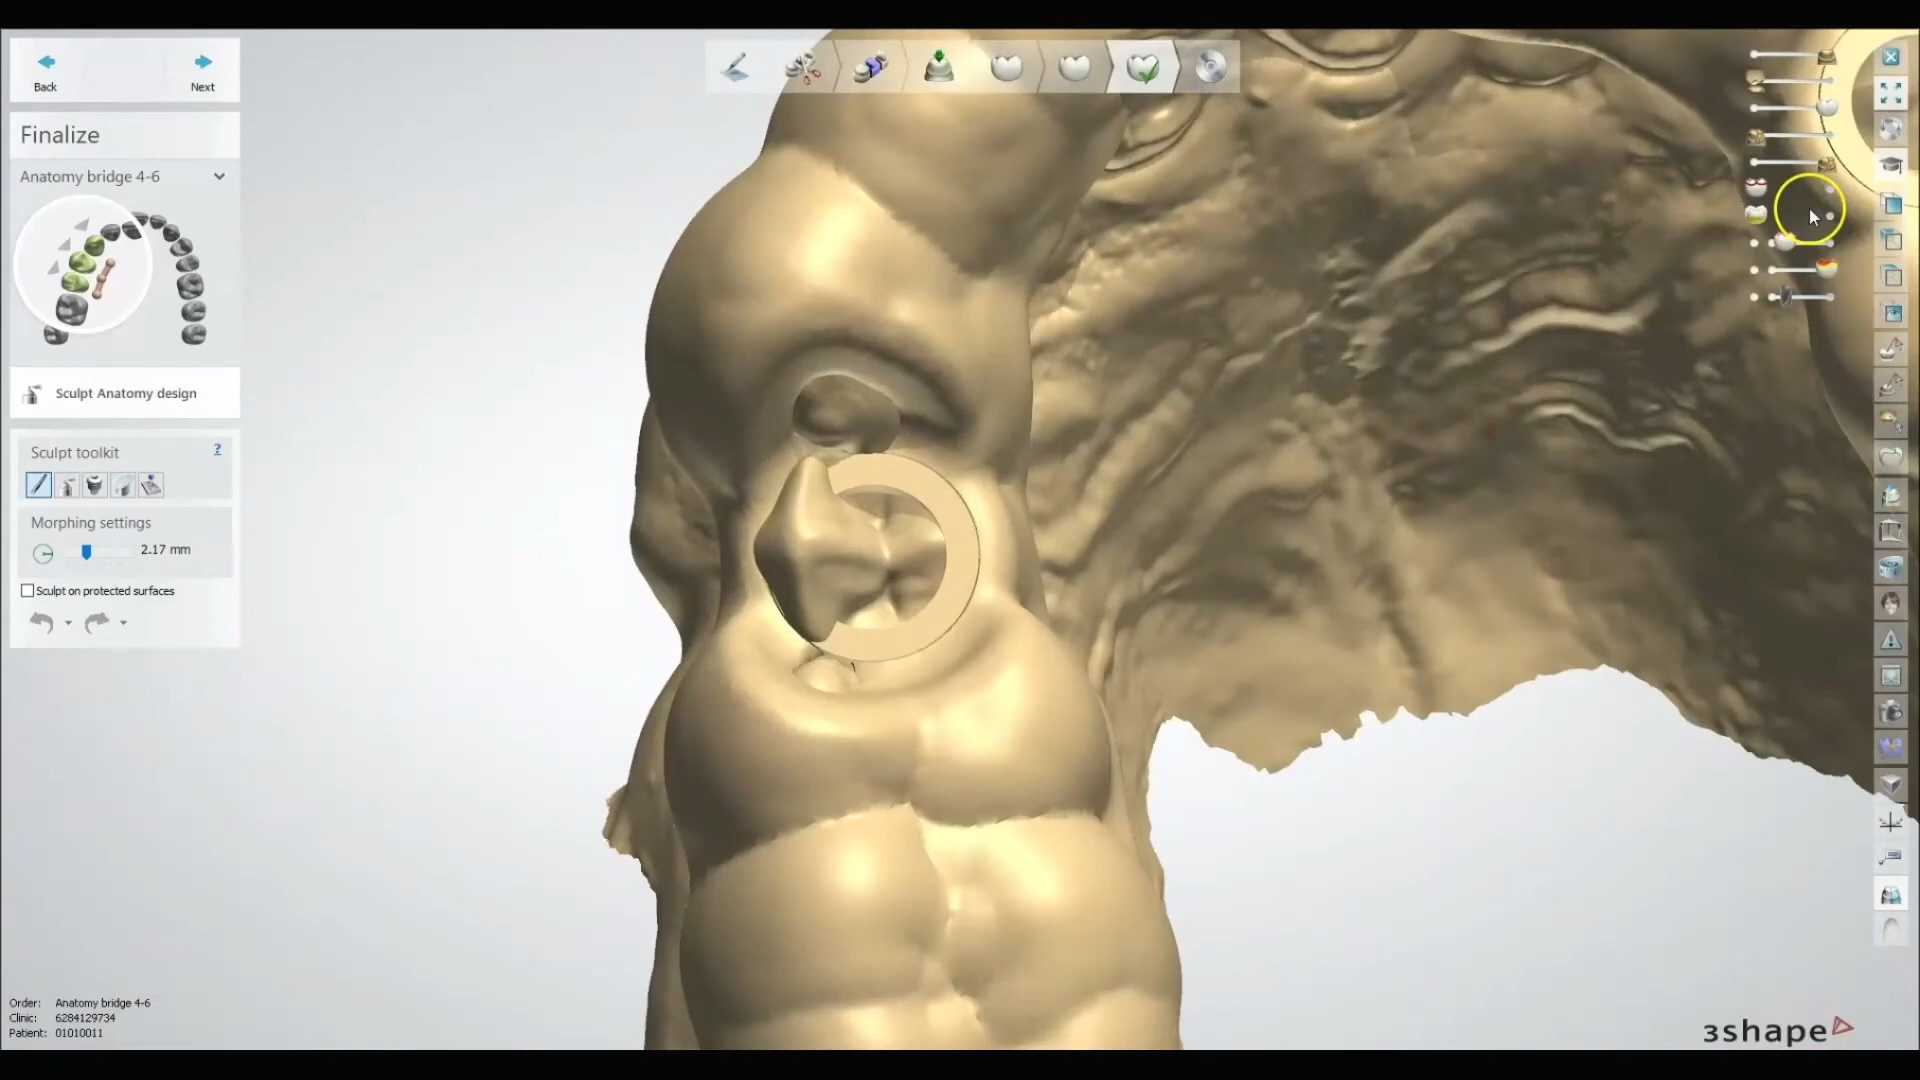 Back
Next
Finalize
Anatomy bridge 4-6
Sculpt Anatomy design
Sculpt toolkit
?
Morphing settings
2.17 mm
Sculpt on protected surfaces
Order: Anatomy bridge 4-6
Clinic: 6284129734
Patient: 01010011
3shape